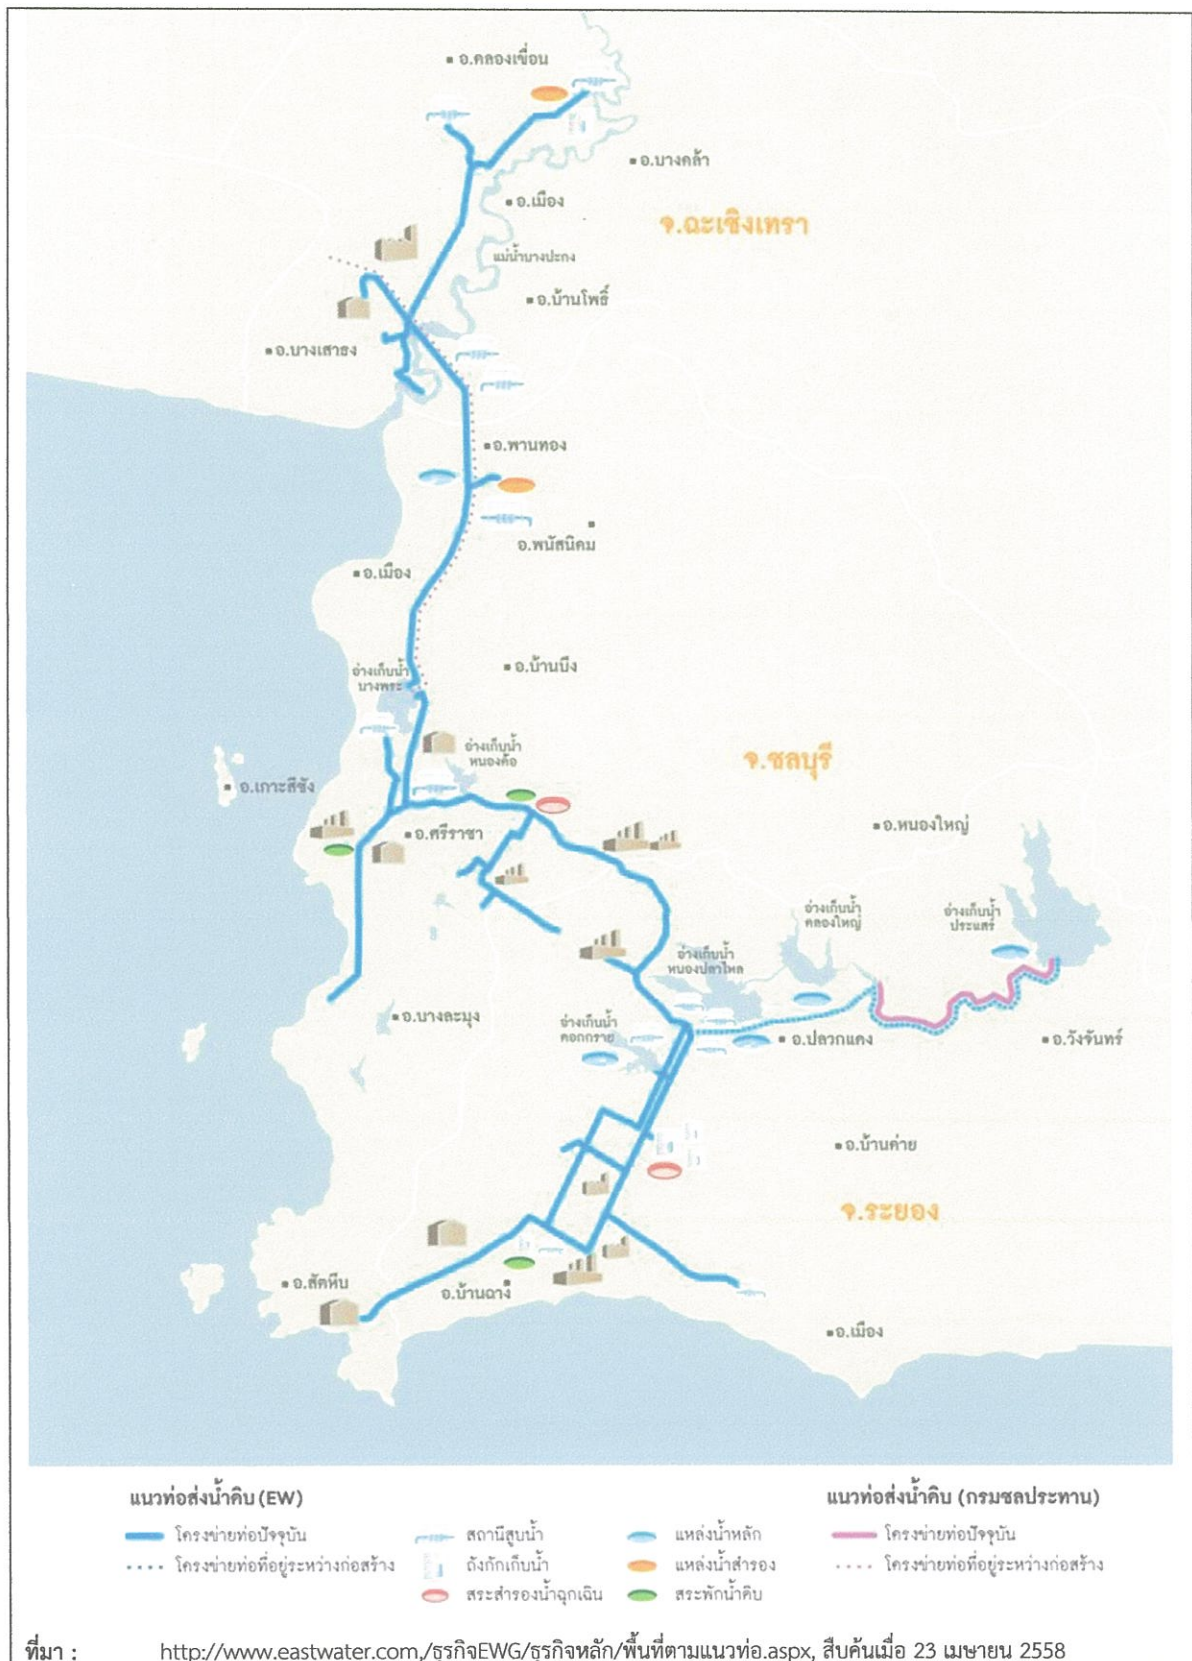 อ.คลองเขื่อน
อ.บางคล้า
อ.เมือง
จ.ฉะเชิงเทรา
แม่น้ำบางปะกง
อ.บ้านโพธิ์
อ.บางเสาธง
อ.พานทอง
อ.พนัสนิคม
อ.เมือง
อ.บ้านบึง
อ่างเก็บน้ำ
บางพระ
อ่างเก็บน้ำ
หนองค้อ
จ.ชลบุรี
อ.เกาะสีชัง
อ.ศรีราชา
อ.หนองใหญ่
อ่างเก็บน้ำ
คลองใหญ่
อ่างเก็บน้ำ
ประแสร์
อ่างเก็บน้ำ
หนองปลาไหล
อ.บางละมุง
อ่างเก็บน้ำ
ดอกกราย
อ.ปลวกแดง
อ.วังจันทร์
อ.บ้านค่าย
จ.ระยอง
อ.สัตหีบ
อ.บ้านฉาง
อ.เมือง
แนวท่อส่งน้ำดิบ (EW)
โครงข่ายท่อปัจจุบัน
โครงข่ายท่อที่อยู่ระหว่างก่อสร้าง
สถานีสูบน้ำ
ถังกักเก็บน้ำ
สระสำรองน้ำฉุกเฉิน
แหล่งน้ำหลัก
แหล่งน้ำสำรอง
สระพักน้ำดิบ
แนวท่อส่งน้ำดิบ (กรมชลประทาน)
โครงข่ายท่อปัจจุบัน
โครงข่ายท่อที่อยู่ระหว่างก่อสร้าง
ที่มา : http://www.eastwater.com,/ธุรกิจEWG/ธุรกิจหลัก/พื้นที่ตามแนวท่อ.aspx, สืบค้นเมื่อ 23 เมษายน 2558